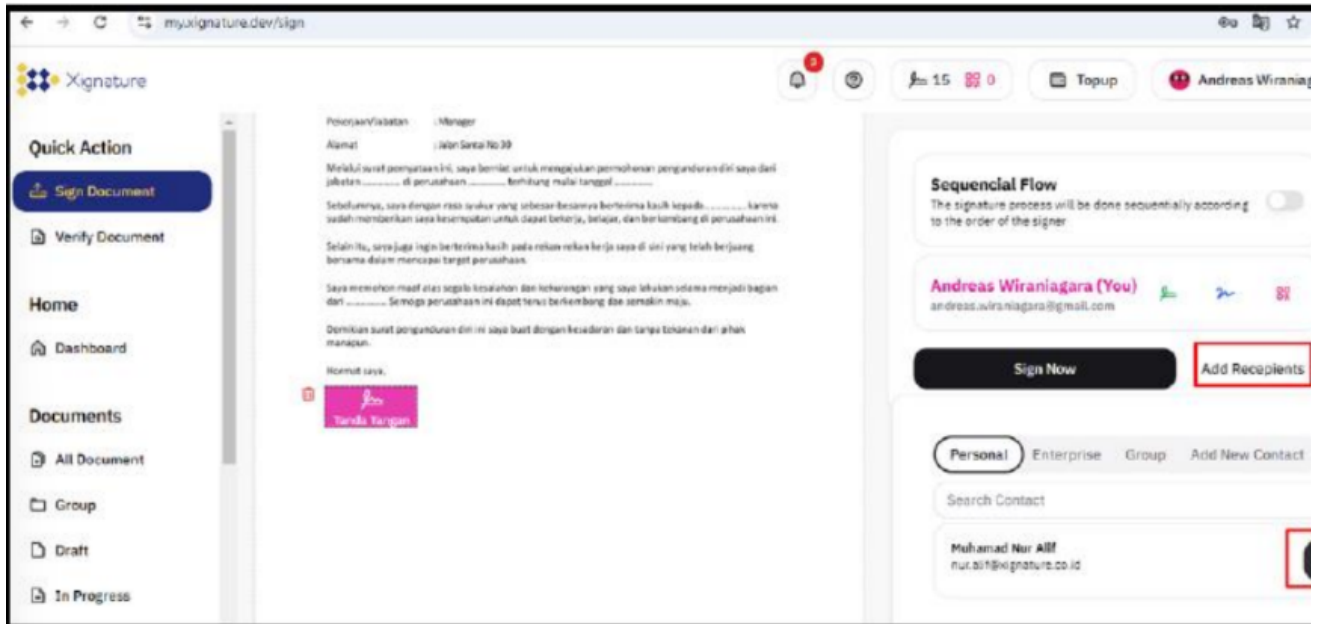 my.xignature.dev/sign
Xignature
15
0
Topup
Quick Action
Sign Document
Verify Document
Home
Dashboard
Documents
All Document
Group
Draft
In Progress
Pekerjaan/Jabatan : Manager
Alamat : Jalan Santai No 30
Melalui surat pernyataan ini, saya berniat untuk mengajukan permohonan pengunduran diri saya dari
jabatan ............... di perusahaan ............... terhitung mulai tanggal ...............
Sebelumnya, saya dengan rasa syukur yang sebesar-besarnya berterima kasih kepada............... karena
sudah memberikan saya kesempatan untuk dapat bekerja, belajar, dan berkembang di perusahaan ini.
Selain itu, saya juga ingin berterima kasih pada rekan rekan kerja saya di sini yang telah berjuang
bersama dalam mencapai target perusahaan.
Saya memohon maaf atas segala kesalahan dan kekurangan yang saya lakukan selama menjadi bagian
dari ............... Semoga perusahaan ini dapat terus berkembang dan semakin maju.
Demikian surat pengunduran diri ini saya buat dengan kesadaran dan tanpa tekanan dari pihak
manapun.
Hormat saya,
Tanda Tangan
Andreas Wiraniag
Sequencial Flow
The signature process will be done sequentially according
to the order of the signer
Andreas Wiraniagara (You)
andreas.wiraniagara@gmail.com
Sign Now
Add Recepients
Personal Enterprise Group Add New Contact
Search Contact
Muhamad Nur Alif
nur.alif@xignature.co.id